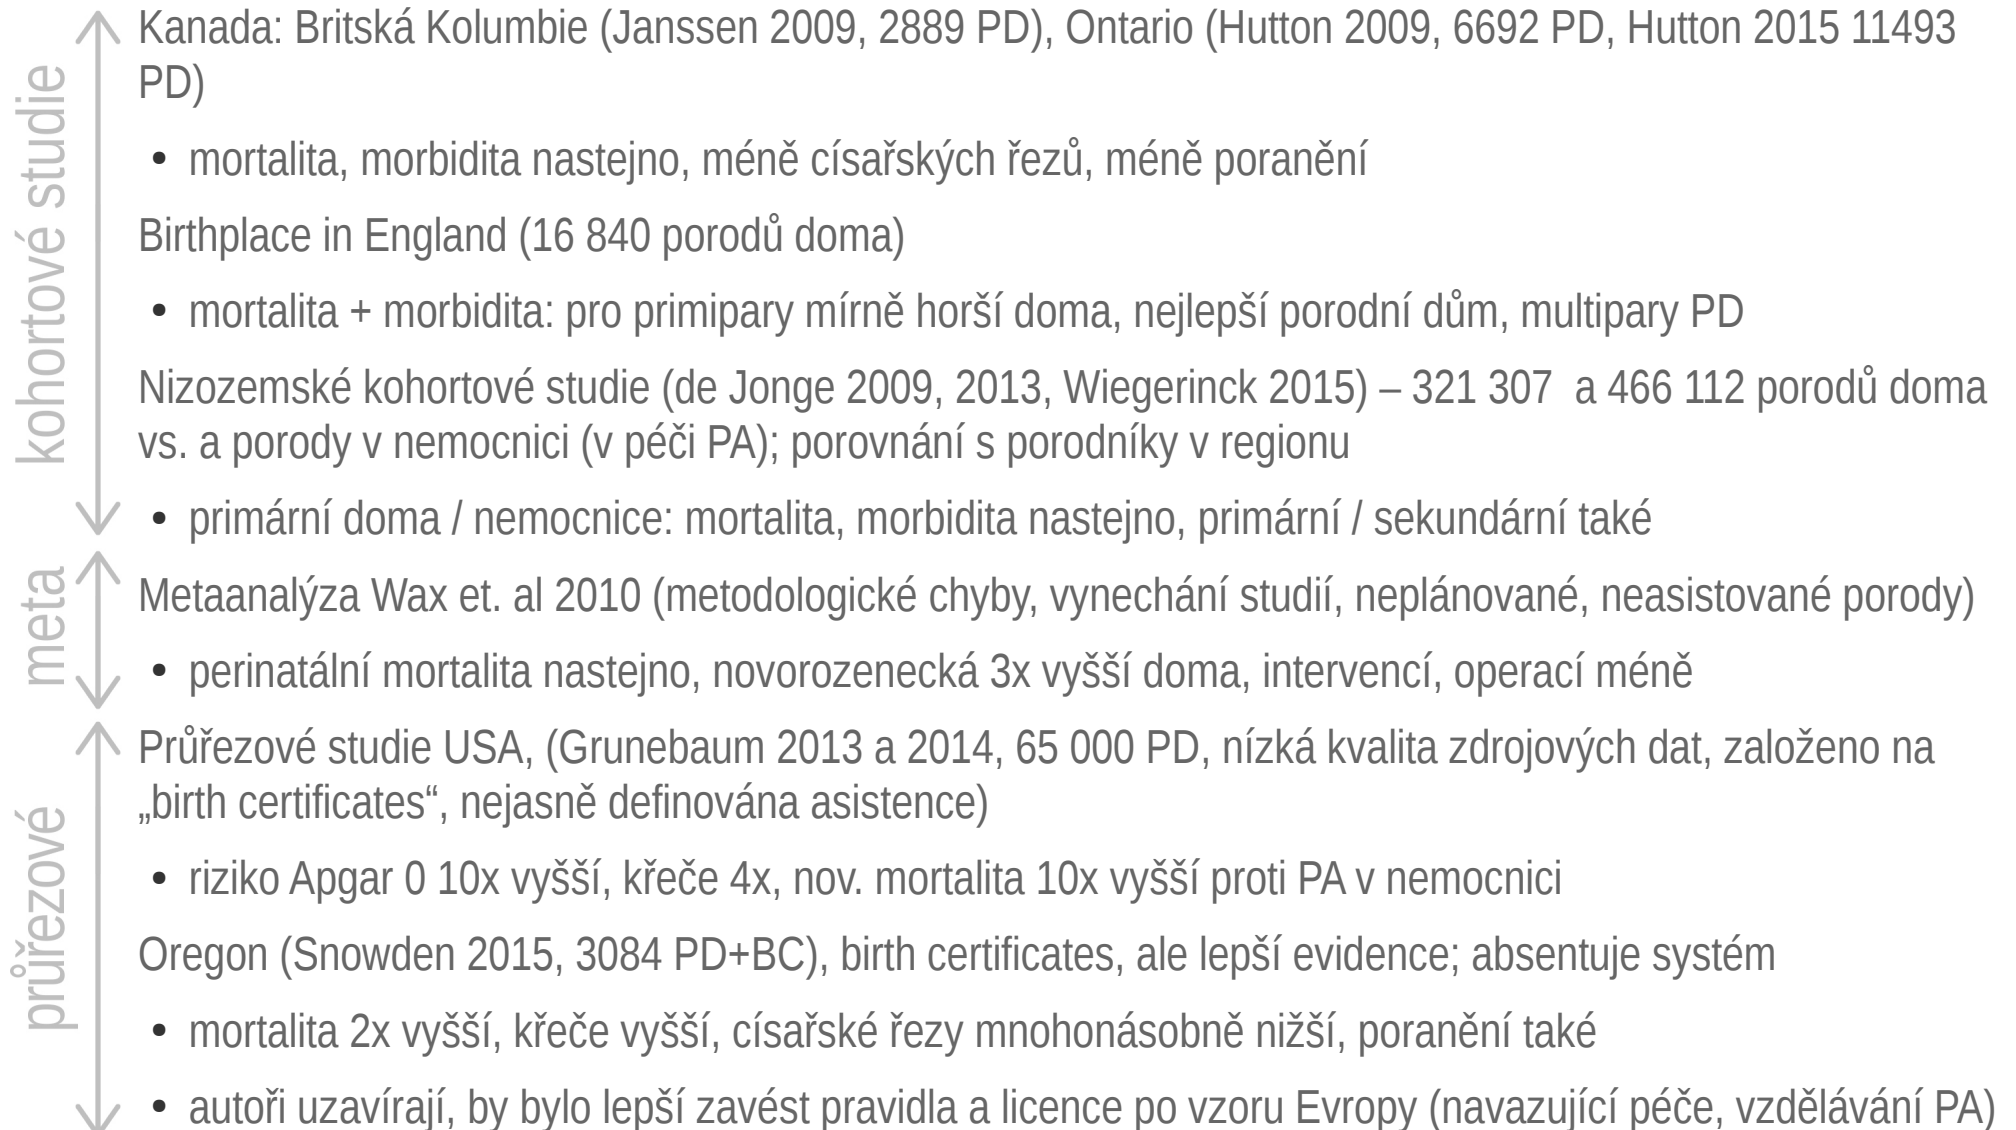 kohortové studie
Kanada: Britská Kolumbie (Janssen 2009, 2889 PD), Ontario (Hutton 2009, 6692 PD, Hutton 2015 11493
PD)
• mortalita, morbidita nastejno, méně císařských řezů, méně poranění
Birthplace in England (16 840 porodů doma)
• mortalita + morbidita: pro primipary mírně horší doma, nejlepší porodní dům, multipary PD
Nizozemské kohortové studie (de Jonge 2009, 2013, Wiegerinck 2015) – 321 307  a 466 112 porodů doma
vs. a porody v nemocnici (v péči PA); porovnání s porodníky v regionu
• primární doma / nemocnice: mortalita, morbidita nastejno, primární / sekundární také
meta
Metaanalýza Wax et. al 2010 (metodologické chyby, vynechání studií, neplánované, neasistované porody)
• perinatální mortalita nastejno, novorozenecká 3x vyšší doma, intervencí, operací méně
průřezové
Průřezové studie USA, (Grunebaum 2013 a 2014, 65 000 PD, nízká kvalita zdrojových dat, založeno na
„birth certificates“, nejasně definována asistence)
• riziko Apgar 0 10x vyšší, křeče 4x, nov. mortalita 10x vyšší proti PA v nemocnici
Oregon (Snowden 2015, 3084 PD+BC), birth certificates, ale lepší evidence; absentuje systém
• mortalita 2x vyšší, křeče vyšší, císařské řezy mnohonásobně nižší, poranění také
• autoři uzavírají, by bylo lepší zavést pravidla a licence po vzoru Evropy (navazující péče, vzdělávání PA)